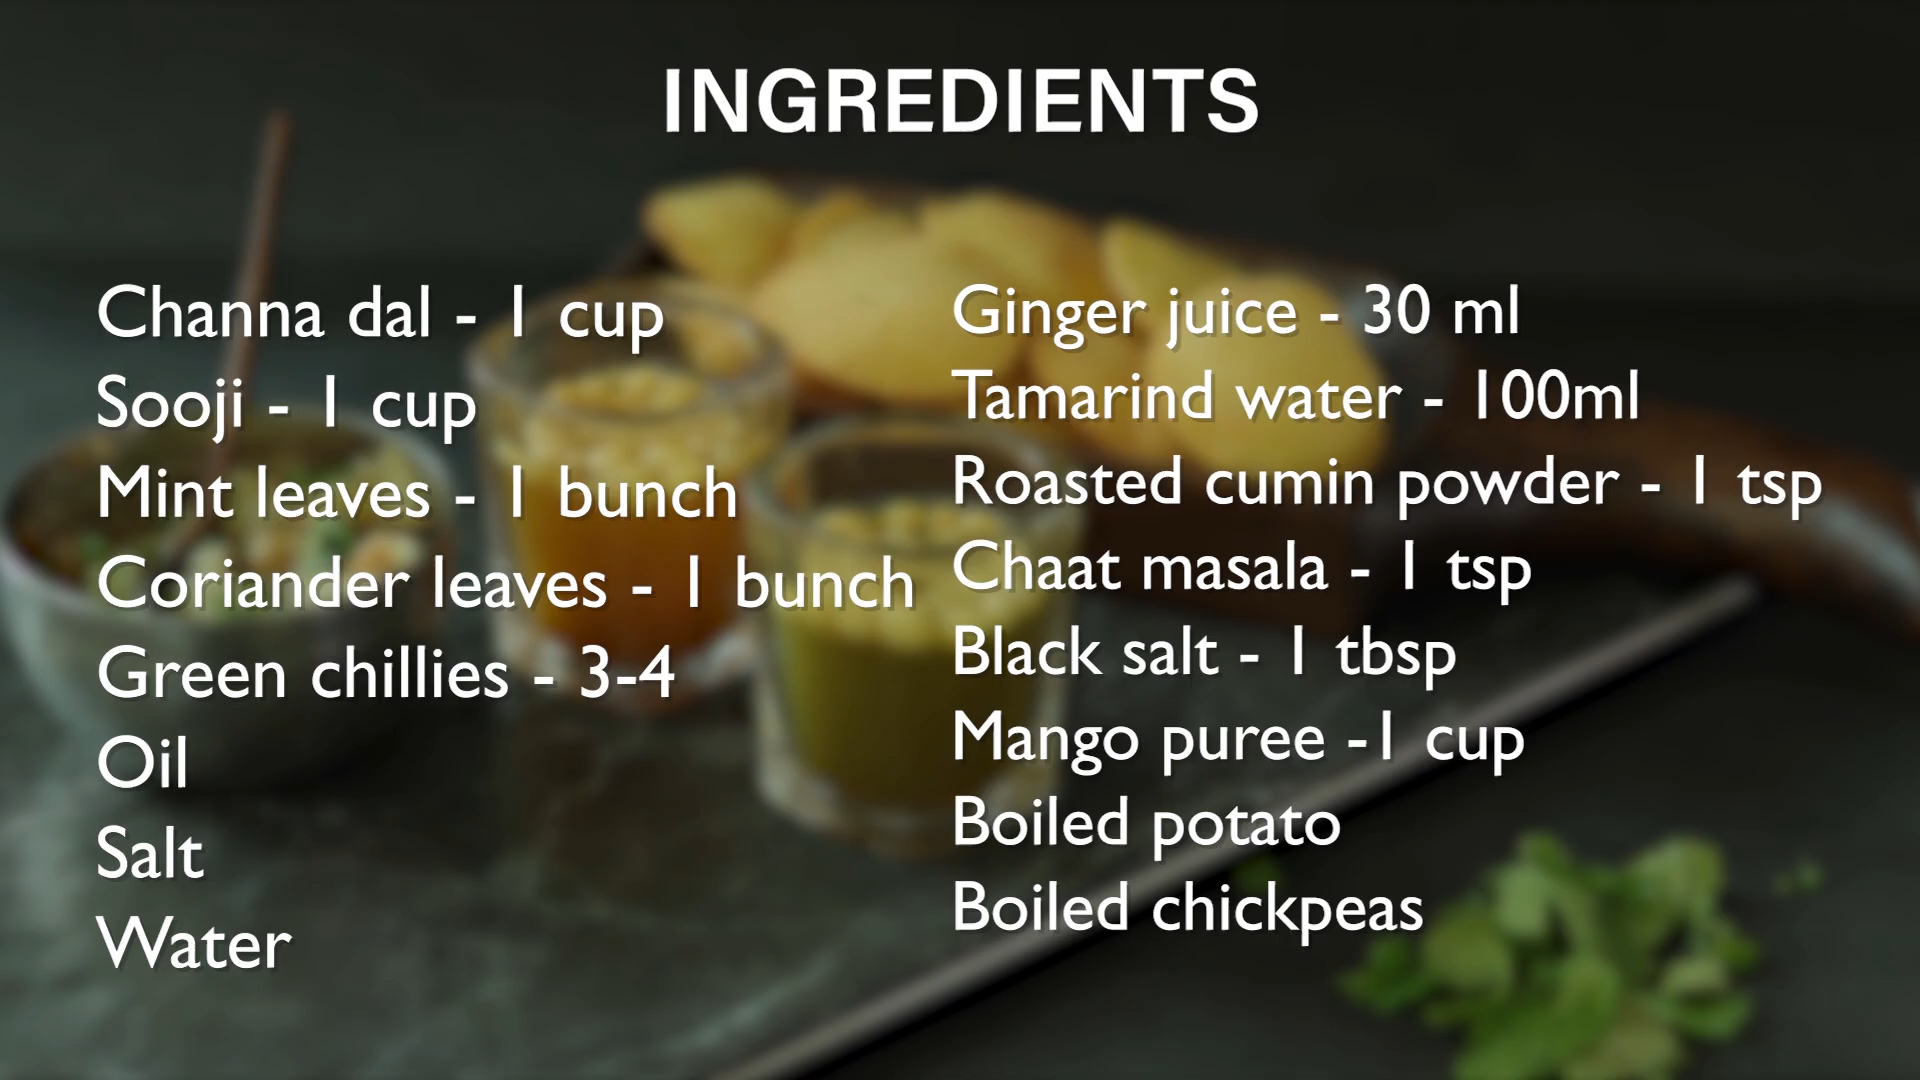 INGREDIENTS
Channa dal - 1 cup
Sooji - 1 cup
Mint leaves - 1 bunch
Coriander leaves - 1 bunch
Green chillies - 3-4
Oil
Salt
Water
Ginger juice - 30 ml
Tamarind water - 100ml
Roasted cumin powder - 1 tsp
Chaat masala - 1 tsp
Black salt - 1 tbsp
Mango puree -1 cup
Boiled potato
Boiled chickpeas